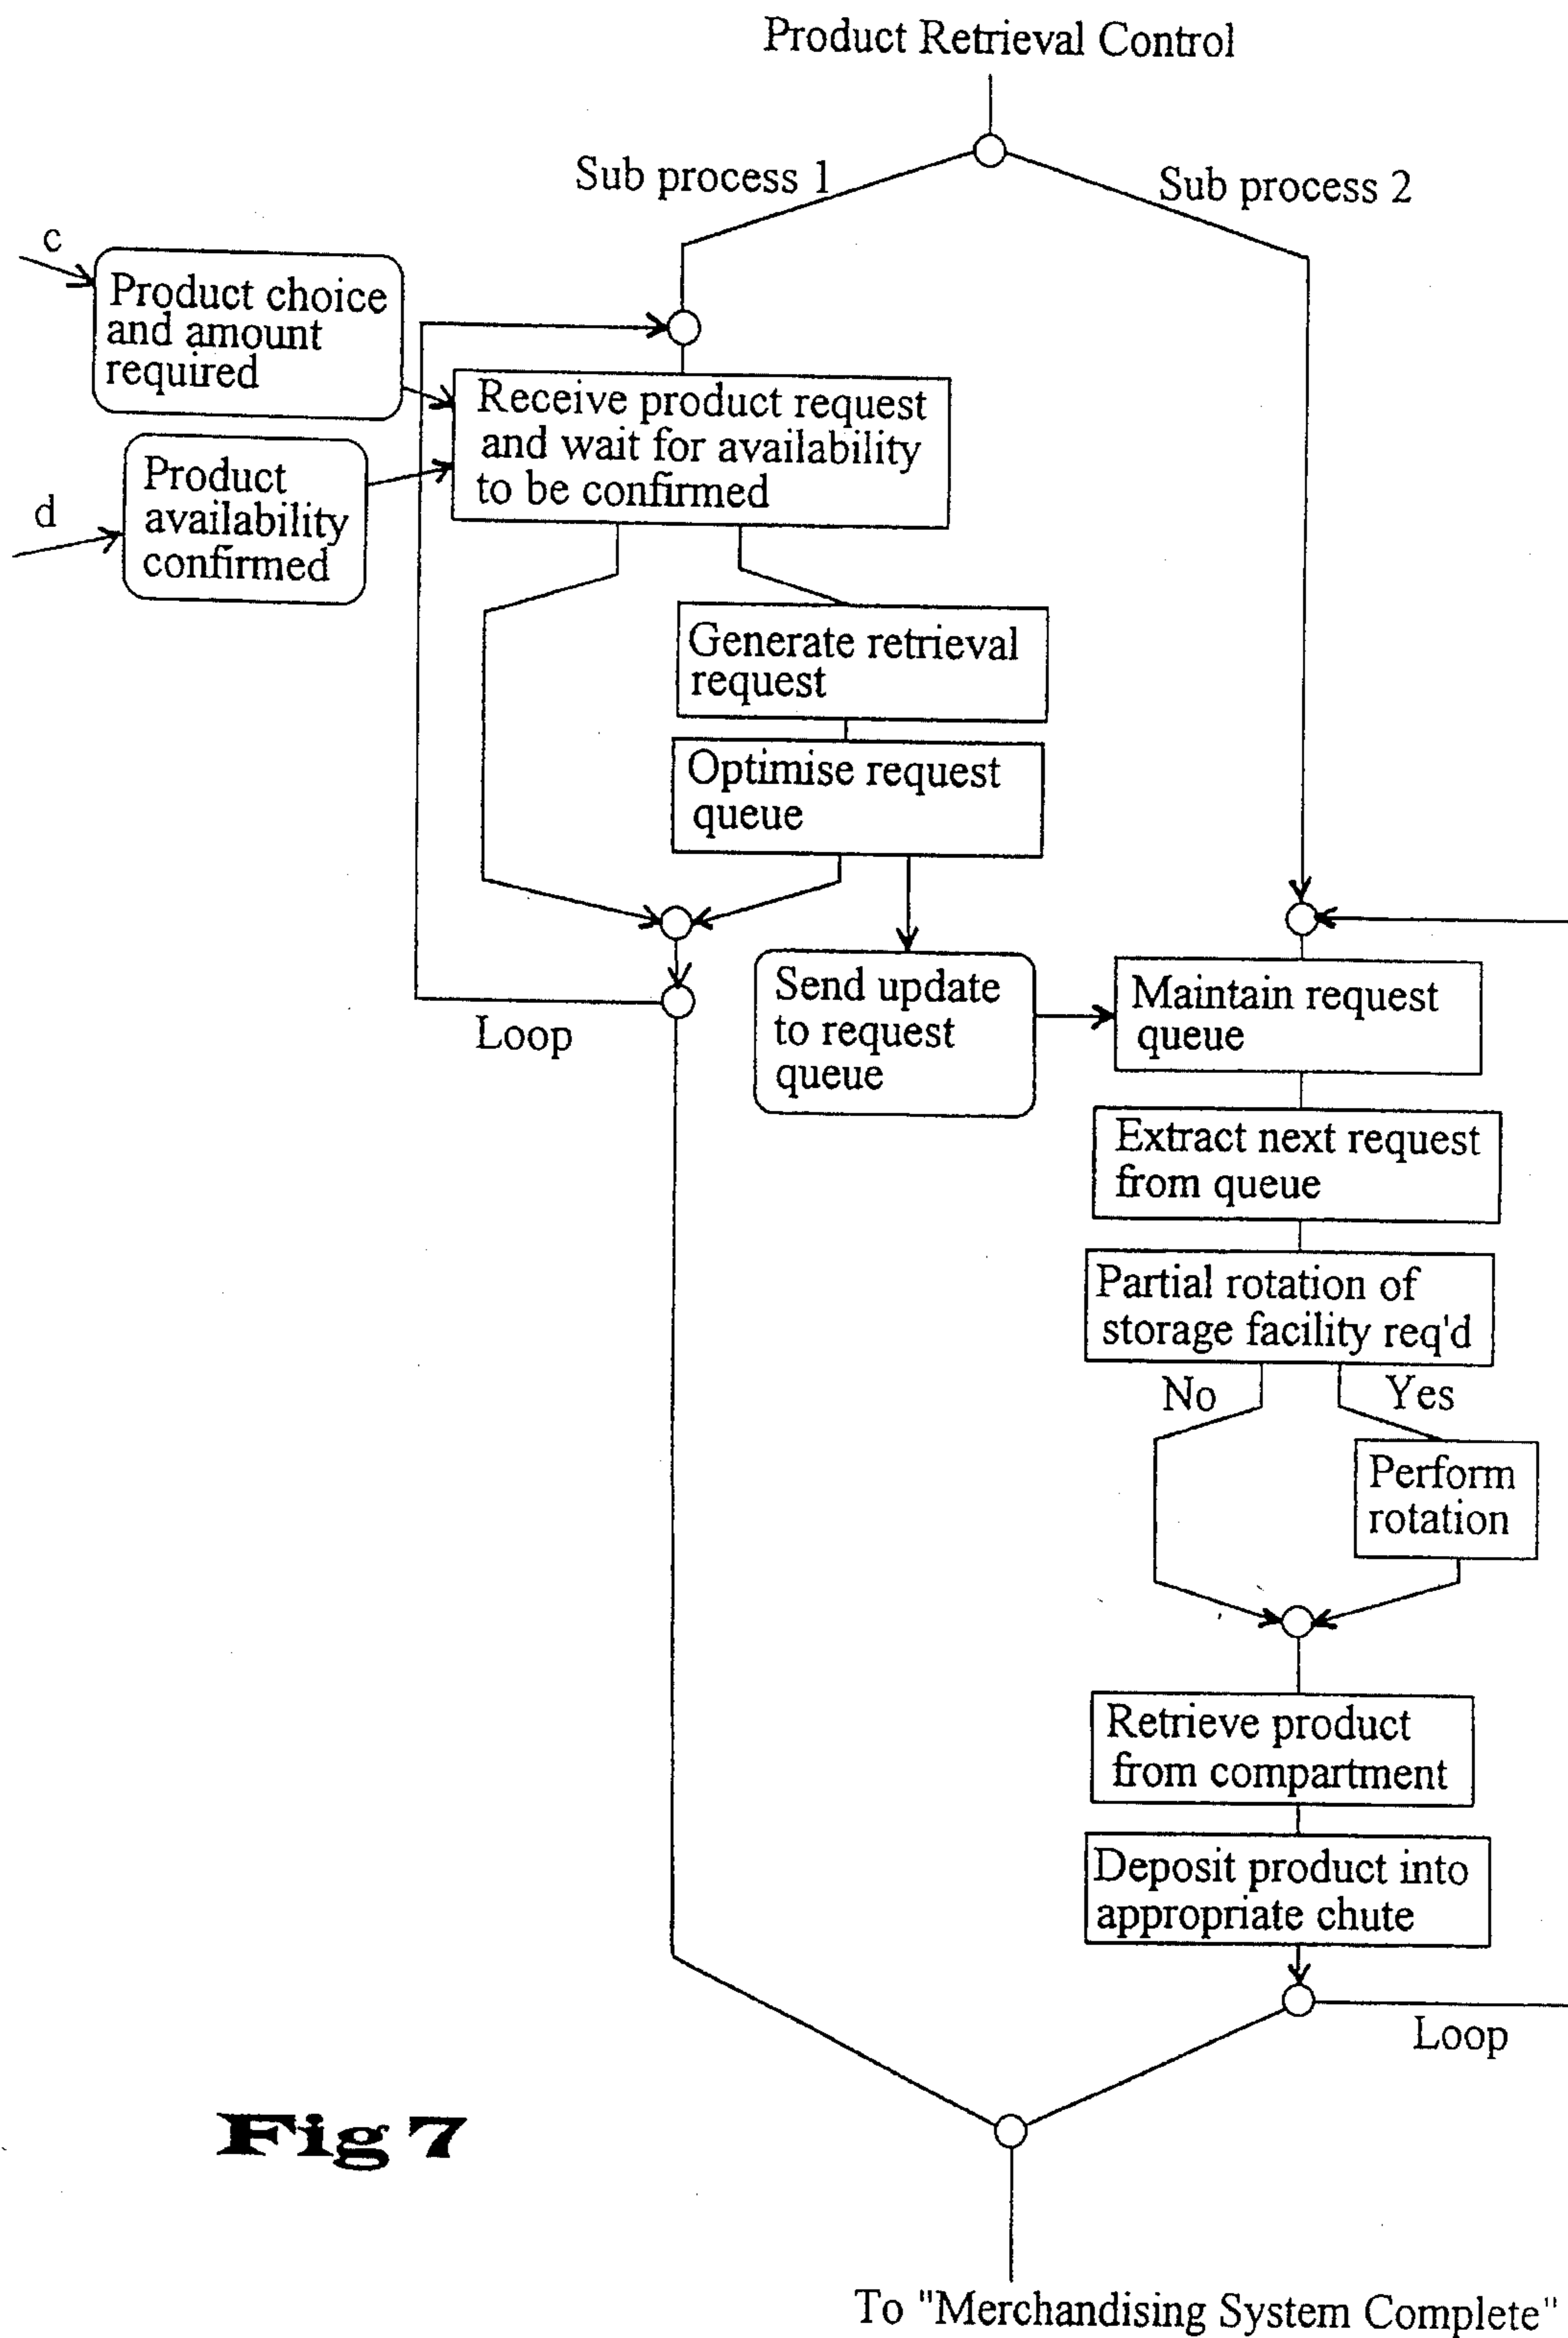 Product Retrieval Control
Sub process 1
Sub process 2
c
Product choice
and amount
required
Receive product request
and wait for availability
to be confirmed
d
Product
availability
confirmed
Generate retrieval
request
Optimise request
queue
Loop
Send update
to request
queue
Maintain request
queue
Extract next request
from queue
Partial rotation of
storage facility req'd
No
Yes
Perform
rotation
Retrieve product
from compartment
Deposit product into
appropriate chute
Loop
Fig 7
To "Merchandising System Complete"